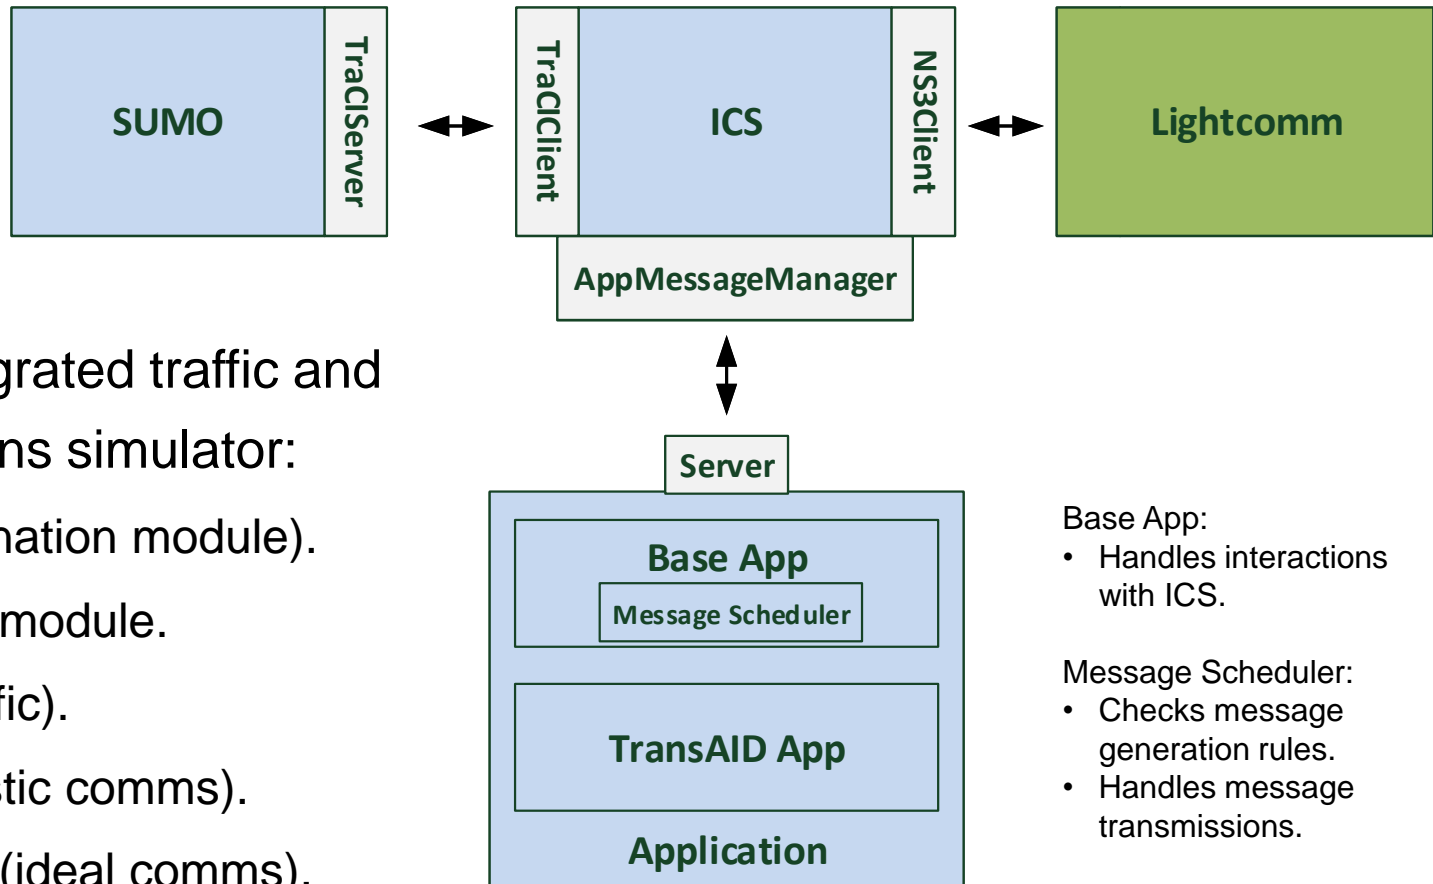 SUMO
TraCIServer
TraCIClient
ICS
NS3Client
Lightcomm
AppMessageManager
grated traffic and
ns simulator:
nation module).
module.
fic).
stic comms).
(ideal comms).
Server
Base App
Message Scheduler
TransAID App
Application
Base App:
• Handles interactions
with ICS.
Message Scheduler:
• Checks message
generation rules.
• Handles message
transmissions.